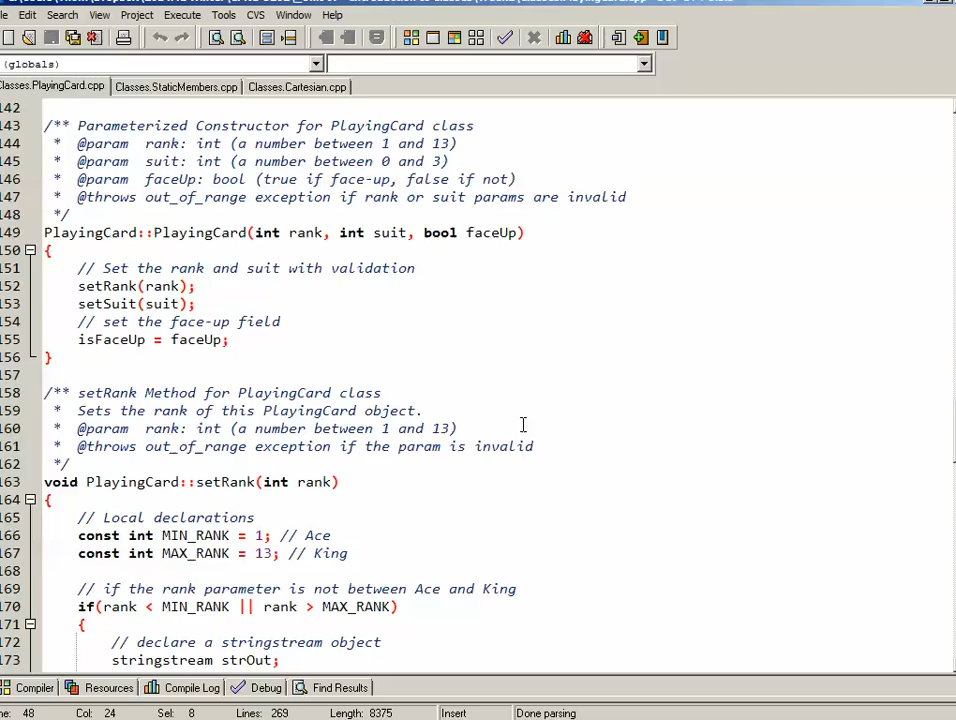 Edit Search View Project Execute Tools CVS Window Help
(globals)
Classes.PlayingCard.cpp Classes.StaticMembers.cpp Classes.Cartesian.cpp
142
143 /** Parameterized Constructor for PlayingCard class
144  *  @param  rank: int (a number between 1 and 13)
145  *  @param  suit: int (a number between 0 and 3)
146  *  @param  faceUp: bool (true if face-up, false if not)
147  *  @throws out_of_range exception if rank or suit params are invalid
148  */
149 PlayingCard::PlayingCard(int rank, int suit, bool faceUp)
150 {
151     // Set the rank and suit with validation
152     setRank(rank);
153     setSuit(suit);
154     // set the face-up field
155     isFaceUp = faceUp;
156 }
157
158 /** setRank Method for PlayingCard class
159  *  Sets the rank of this PlayingCard object.
160  *  @param  rank: int (a number between 1 and 13)
161  *  @throws out_of_range exception if the param is invalid
162  */
163 void PlayingCard::setRank(int rank)
164 {
165     // Local declarations
166     const int MIN_RANK = 1; // Ace
167     const int MAX_RANK = 13; // King
168
169     // if the rank parameter is not between Ace and King
170     if(rank < MIN_RANK || rank > MAX_RANK)
171     {
172         // declare a stringstream object
173         stringstream strOut;
Compiler Resources Compile Log Debug Find Results
ne: 48 Col: 24 Sel: 8 Lines: 269 Length: 8375 Insert Done parsing